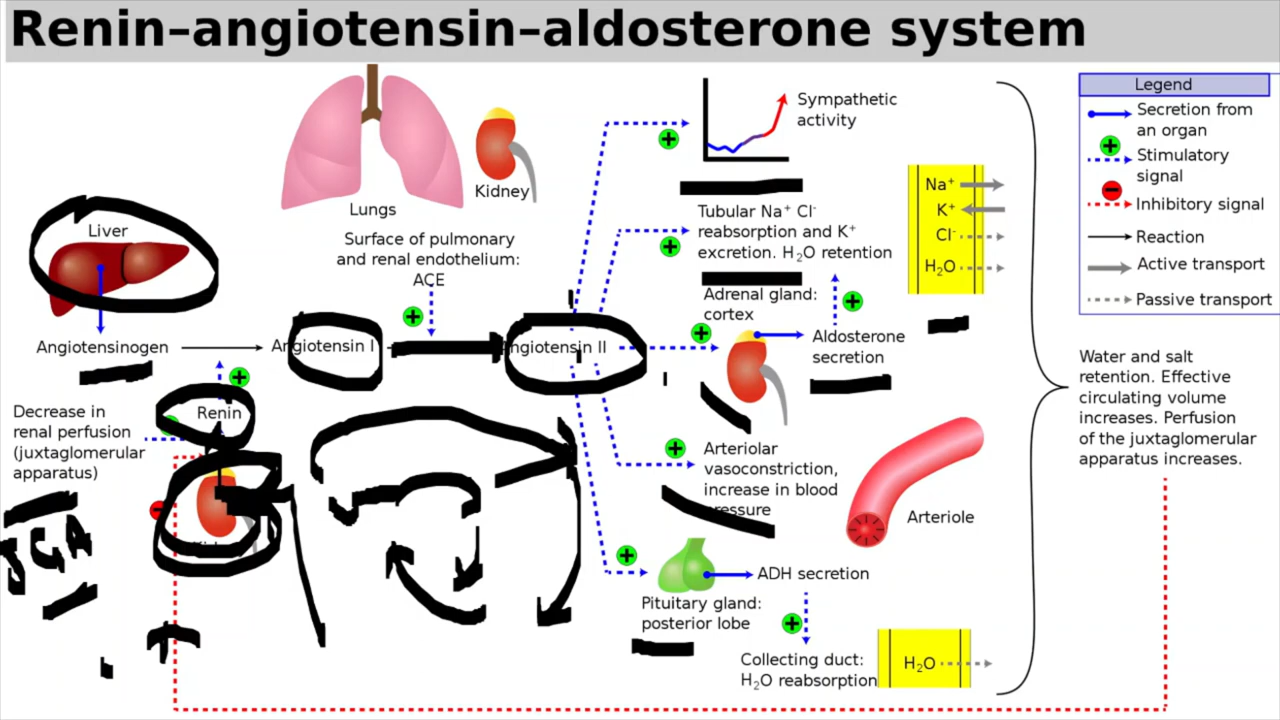 Renin–angiotensin–aldosterone system
Lungs
Kidney
Surface of pulmonary
and renal endothelium:
ACE
Liver
Angiotensinogen
Angiotensin I
Angiotensin II
Renin
Decrease in
renal perfusion
(juxtaglomerular
apparatus)
JGA
Sympathetic
activity
Tubular Na⁺ Cl⁻
reabsorption and K⁺
excretion. H₂O retention
Adrenal gland:
cortex
Aldosterone
secretion
Arteriolar
vasoconstriction,
increase in blood
pressure
Arteriole
ADH secretion
Pituitary gland:
posterior lobe
Collecting duct:
H₂O reabsorption
H₂O
Na⁺
K⁺
Cl⁻
H₂O
Legend
Secretion from
an organ
Stimulatory
signal
Inhibitory signal
Reaction
Active transport
Passive transport
Water and salt
retention. Effective
circulating volume
increases. Perfusion
of the juxtaglomerular
apparatus increases.